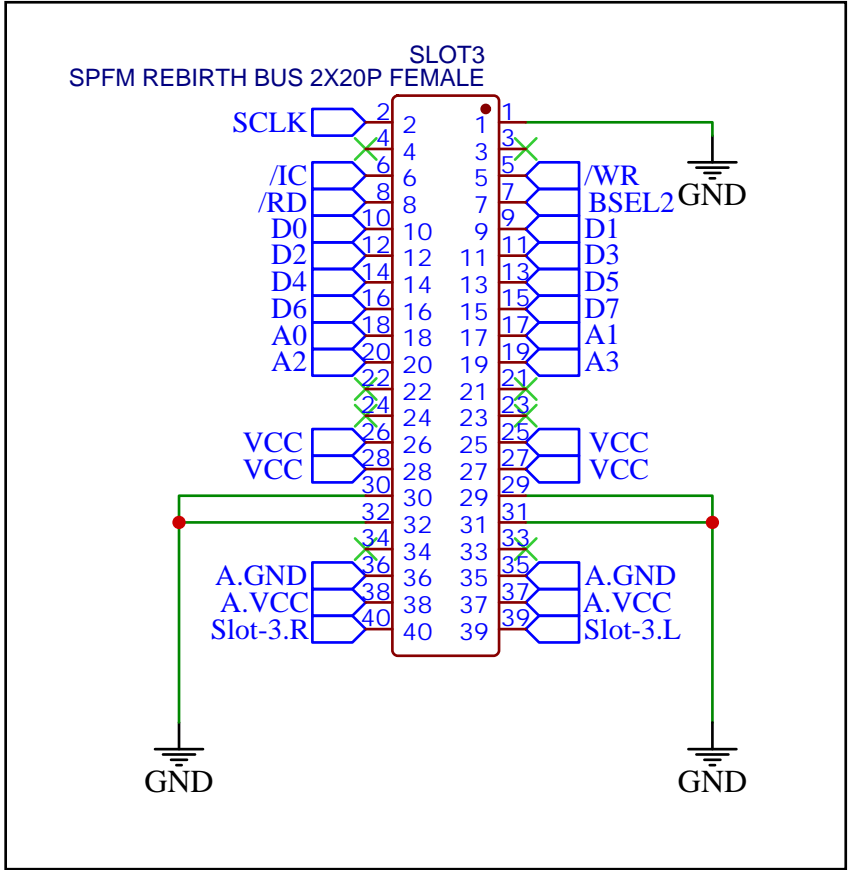 SLOT3
SPFM REBIRTH BUS 2X20P FEMALE
SCLK 2 2 1 1
4 4 3 3
/IC 6 6 5 5 /WR
/RD 8 8 7 7 BSEL2 GND
D0 10 10 9 9 D1
D2 12 12 11 11 D3
D4 14 14 13 13 D5
D6 16 16 15 15 D7
A0 18 18 17 17 A1
A2 20 20 19 19 A3
22 22 21 21
24 24 23 23
VCC 26 26 25 25 VCC
VCC 28 28 27 27 VCC
30 30 29 29
32 32 31 31
34 34 33 33
A.GND 36 36 35 35 A.GND
A.VCC 38 38 37 37 A.VCC
Slot-3.R 40 40 39 39 Slot-3.L
GND GND